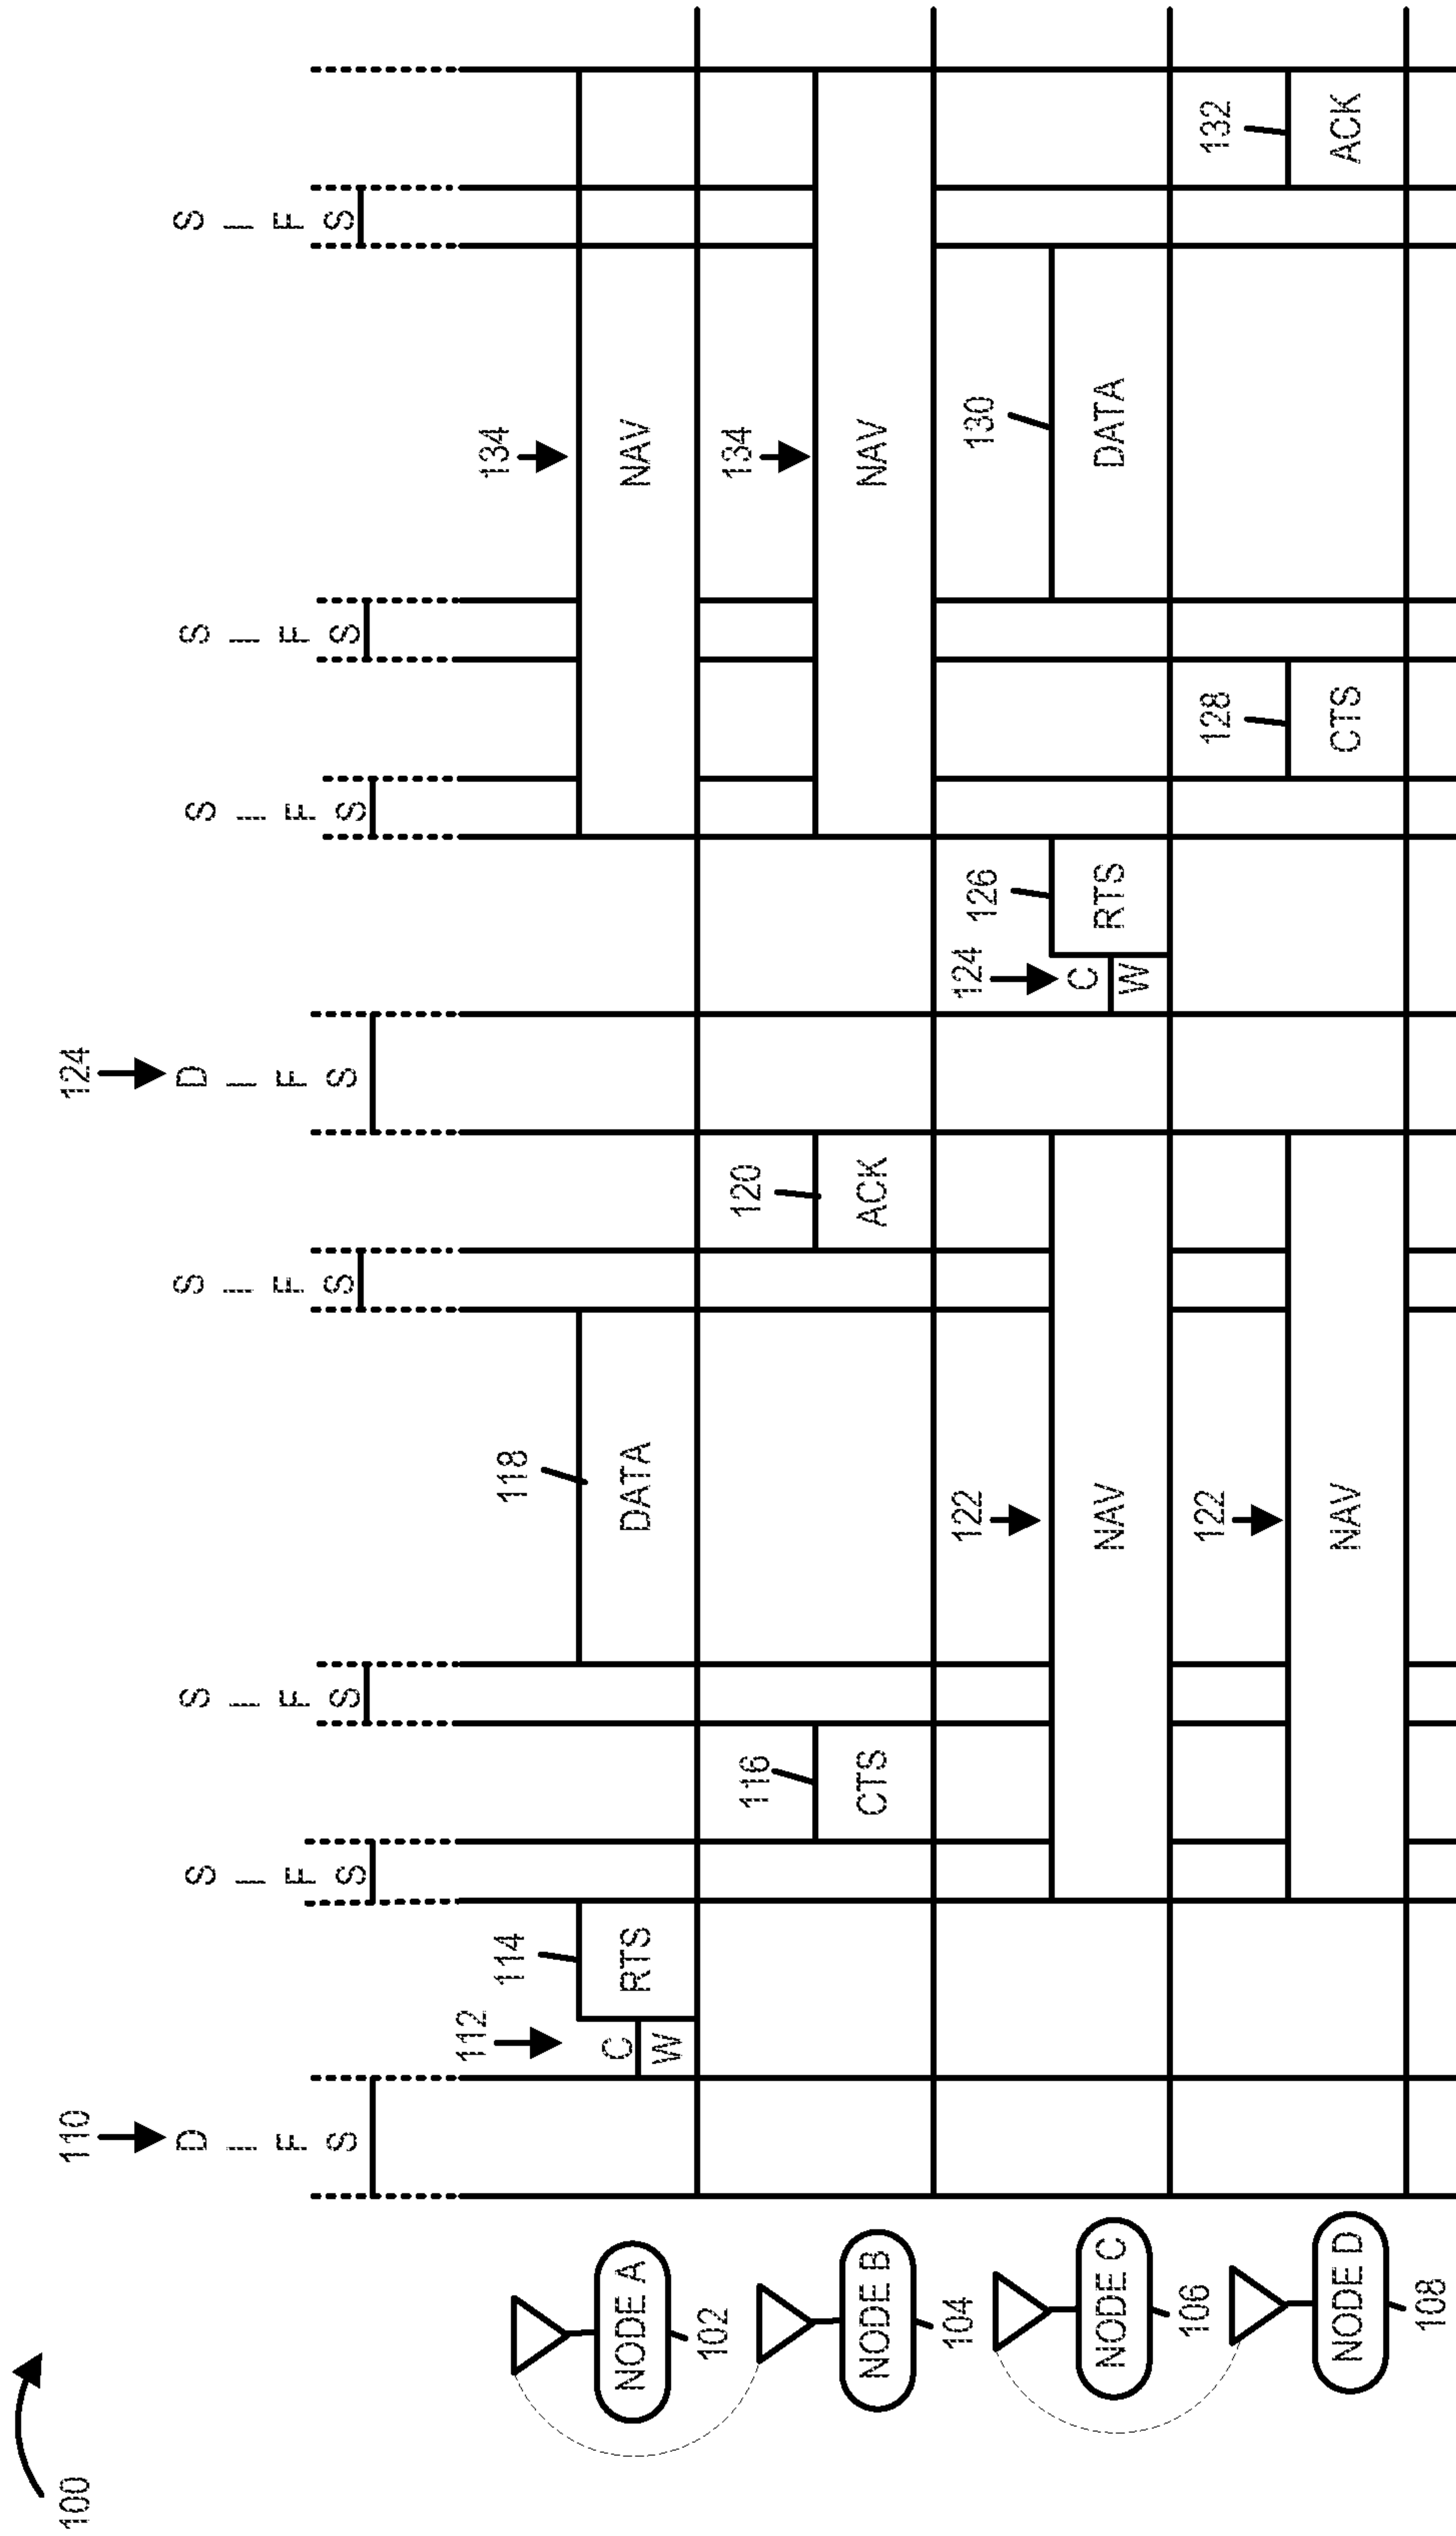 100
110
124
DIFS
SIFS
SIFS
SIFS
DIFS
SIFS
SIFS
SIFS
112
114
118
134
NODE A
CW
RTS
DATA
NAV
102
116
120
134
NODE B
CTS
ACK
NAV
104
122
124
126
130
NODE C
NAV
CW
RTS
DATA
106
122
128
132
NODE D
NAV
CTS
ACK
108